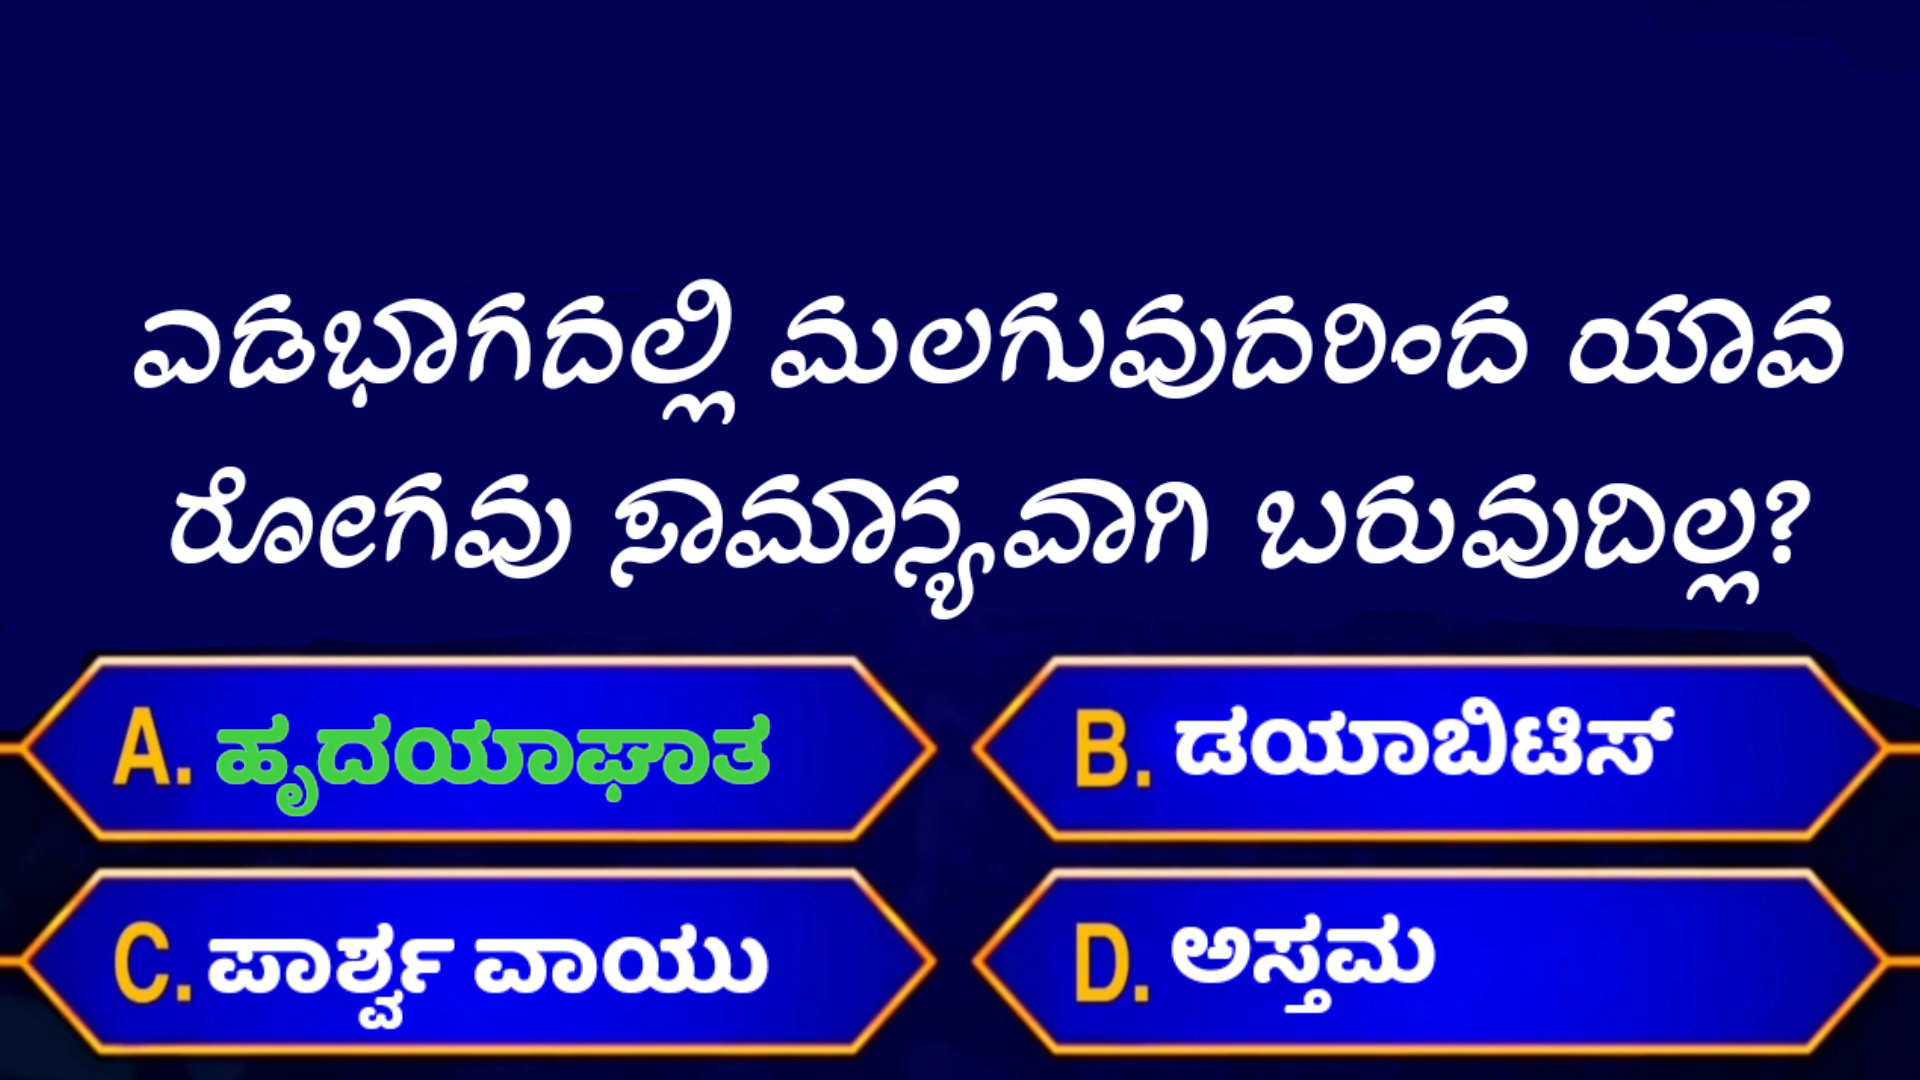 ಎಡಭಾಗದಲ್ಲಿ ಮಲಗುವುದರಿಂದ ಯಾವ
ರೋಗವು ಸಾಮಾನ್ಯವಾಗಿ ಬರುವುದಿಲ್ಲ?
A. ಹೃದಯಾಘಾತ
B. ಡಯಾಬಿಟಿಸ್
C. ಪಾರ್ಶ್ವ ವಾಯು
D. ಅಸ್ತಮ